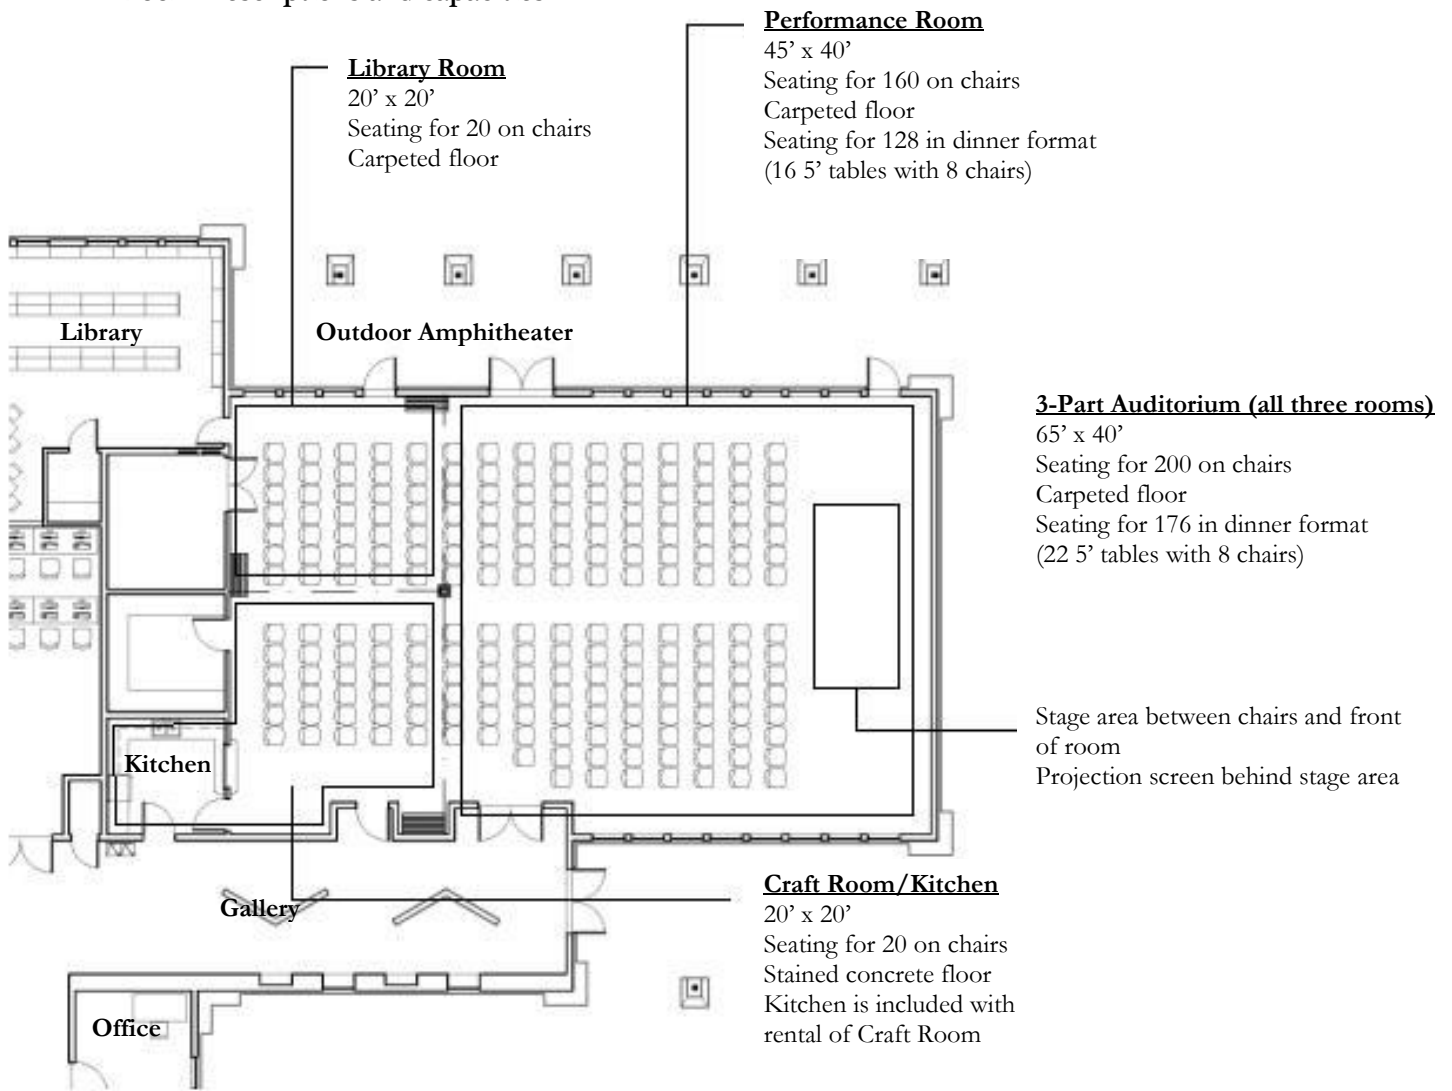 Performance Room
45’ x 40’
Seating for 160 on chairs
Carpeted floor
Seating for 128 in dinner format
(16 5’ tables with 8 chairs)
Library Room
20’ x 20’
Seating for 20 on chairs
Carpeted floor
Library
Outdoor Amphitheater
3-Part Auditorium (all three rooms)
65’ x 40’
Seating for 200 on chairs
Carpeted floor
Seating for 176 in dinner format
(22 5’ tables with 8 chairs)
Stage area between chairs and front
of room
Projection screen behind stage area
Kitchen
Gallery
Craft Room/Kitchen
20’ x 20’
Seating for 20 on chairs
Stained concrete floor
Kitchen is included with
rental of Craft Room
Office